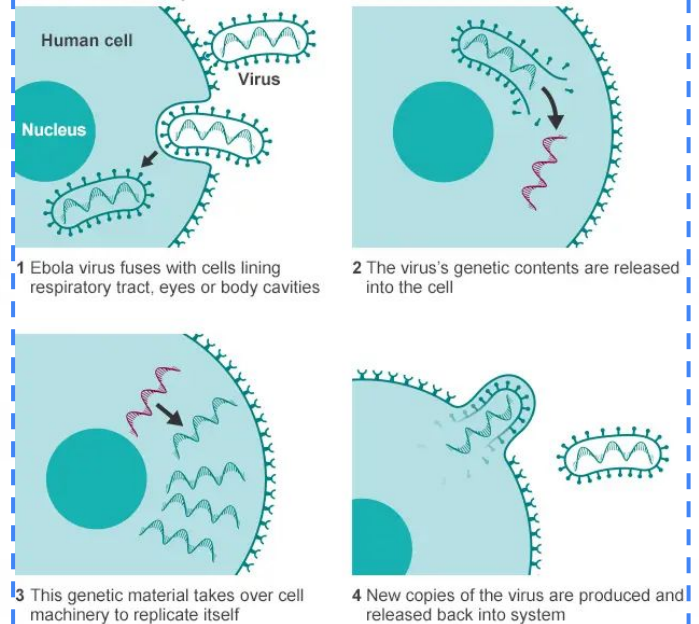 Human cell
Virus
Nucleus
1 Ebola virus fuses with cells lining
respiratory tract, eyes or body cavities
2 The virus's genetic contents are released
into the cell
3 This genetic material takes over cell
machinery to replicate itself
4 New copies of the virus are produced and
released back into system